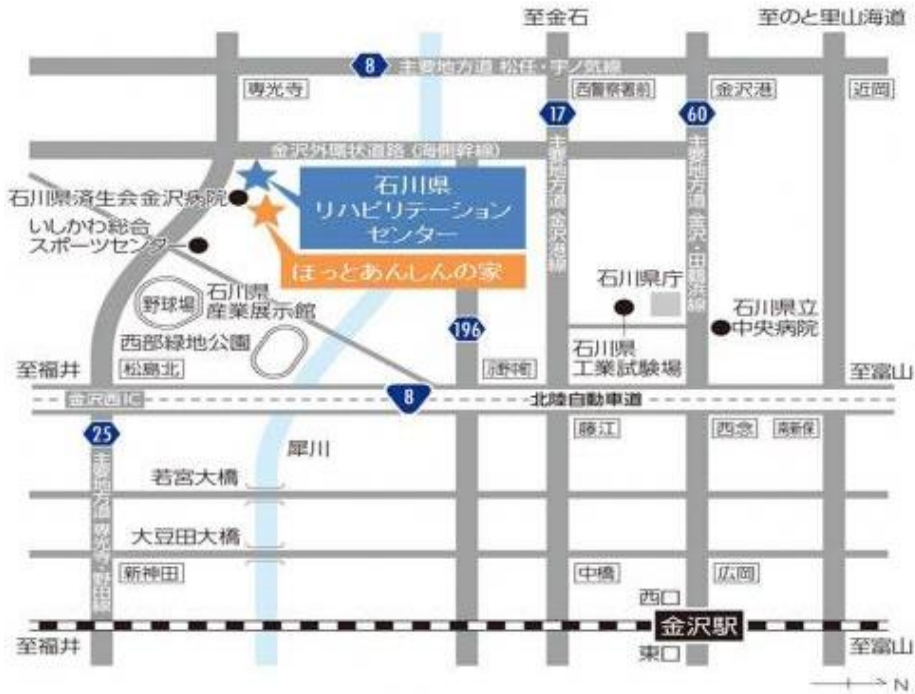 至金石
至のと里山海道
8
主要地方道 松任・宇ノ気線
専光寺
西警察署前
金沢港
近岡
17
60
金沢外環状道路(海側幹線)
石川県
リハビリテーション
センター
石川県済生会金沢病院
いしかわ総合
スポーツセンター
ほっとあんしんの家
主要地方道 金沢港線
主要地方道 金沢・田鶴浜線
野球場
石川県
産業展示館
石川県庁
石川県立
中央病院
西部緑地公園
196
石川県
工業試験場
至福井
松島北
示野中町
至富山
金沢西IC
8
北陸自動車道
25
藤江
西念
南新保
犀川
主要地方道 専光寺・野田線
若宮大橋
大豆田大橋
新神田
中橋
広岡
西口
金沢駅
至福井
東口
至富山
N